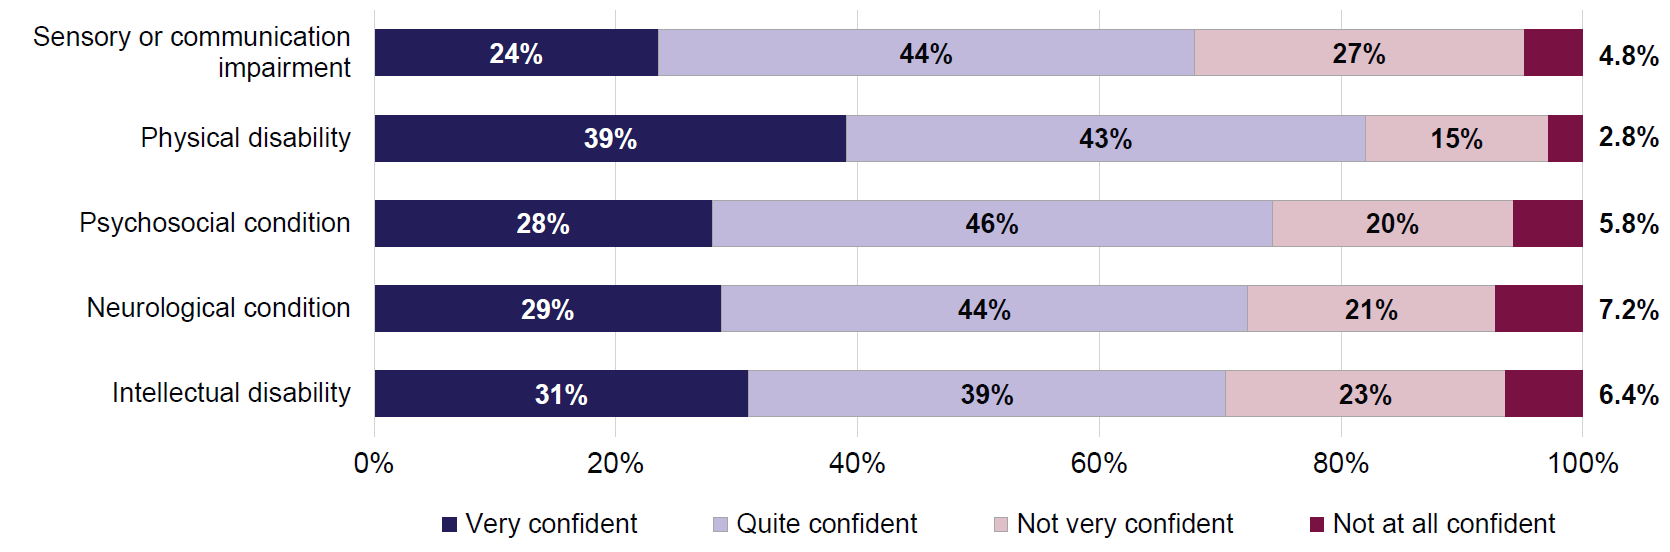 Sensory or communication
impairment
24% 44% 27% 4.8%
Physical disability
39% 43% 15% 2.8%
Psychosocial condition
28% 46% 20% 5.8%
Neurological condition
29% 44% 21% 7.2%
Intellectual disability
31% 39% 23% 6.4%
0% 20% 40% 60% 80% 100%
Very confident Quite confident Not very confident Not at all confident